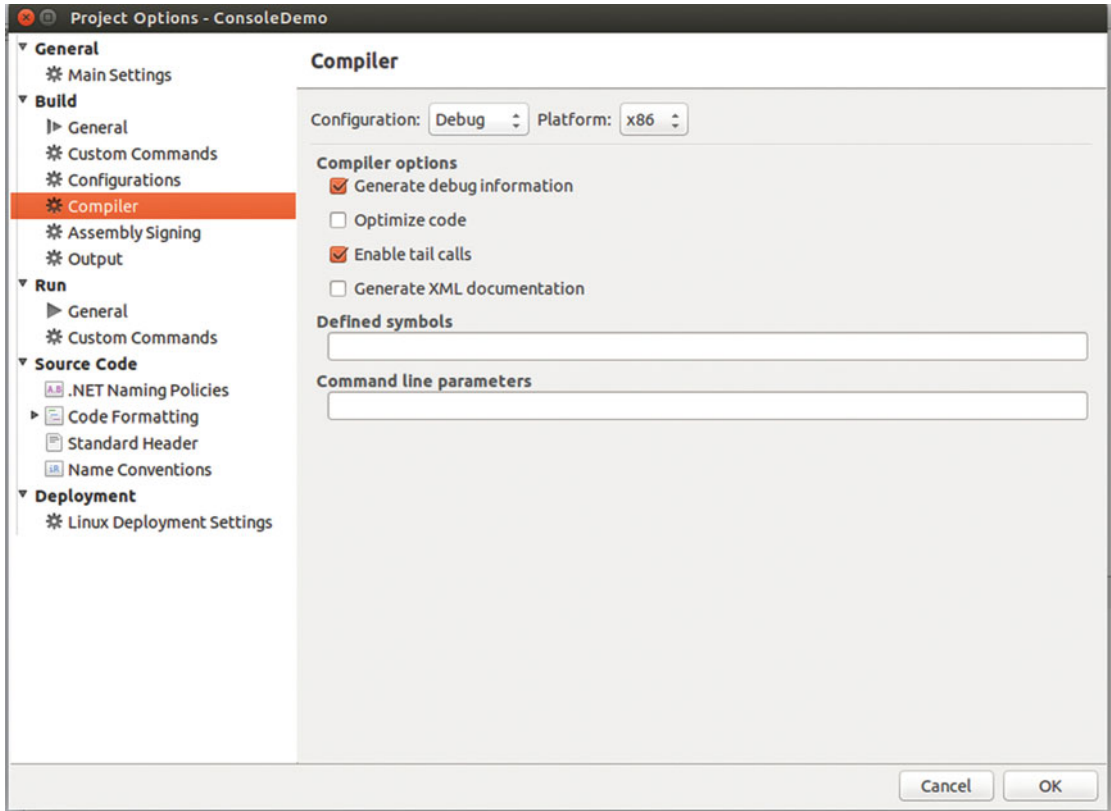 Project Options - ConsoleDemo
General
Main Settings
Build
General
Custom Commands
Configurations
Compiler
Assembly Signing
Output
Run
General
Custom Commands
Source Code
.NET Naming Policies
Code Formatting
Standard Header
Name Conventions
Deployment
Linux Deployment Settings
Compiler
Configuration: Debug Platform: x86
Compiler options
Generate debug information
Optimize code
Enable tail calls
Generate XML documentation
Defined symbols
Command line parameters
Cancel OK